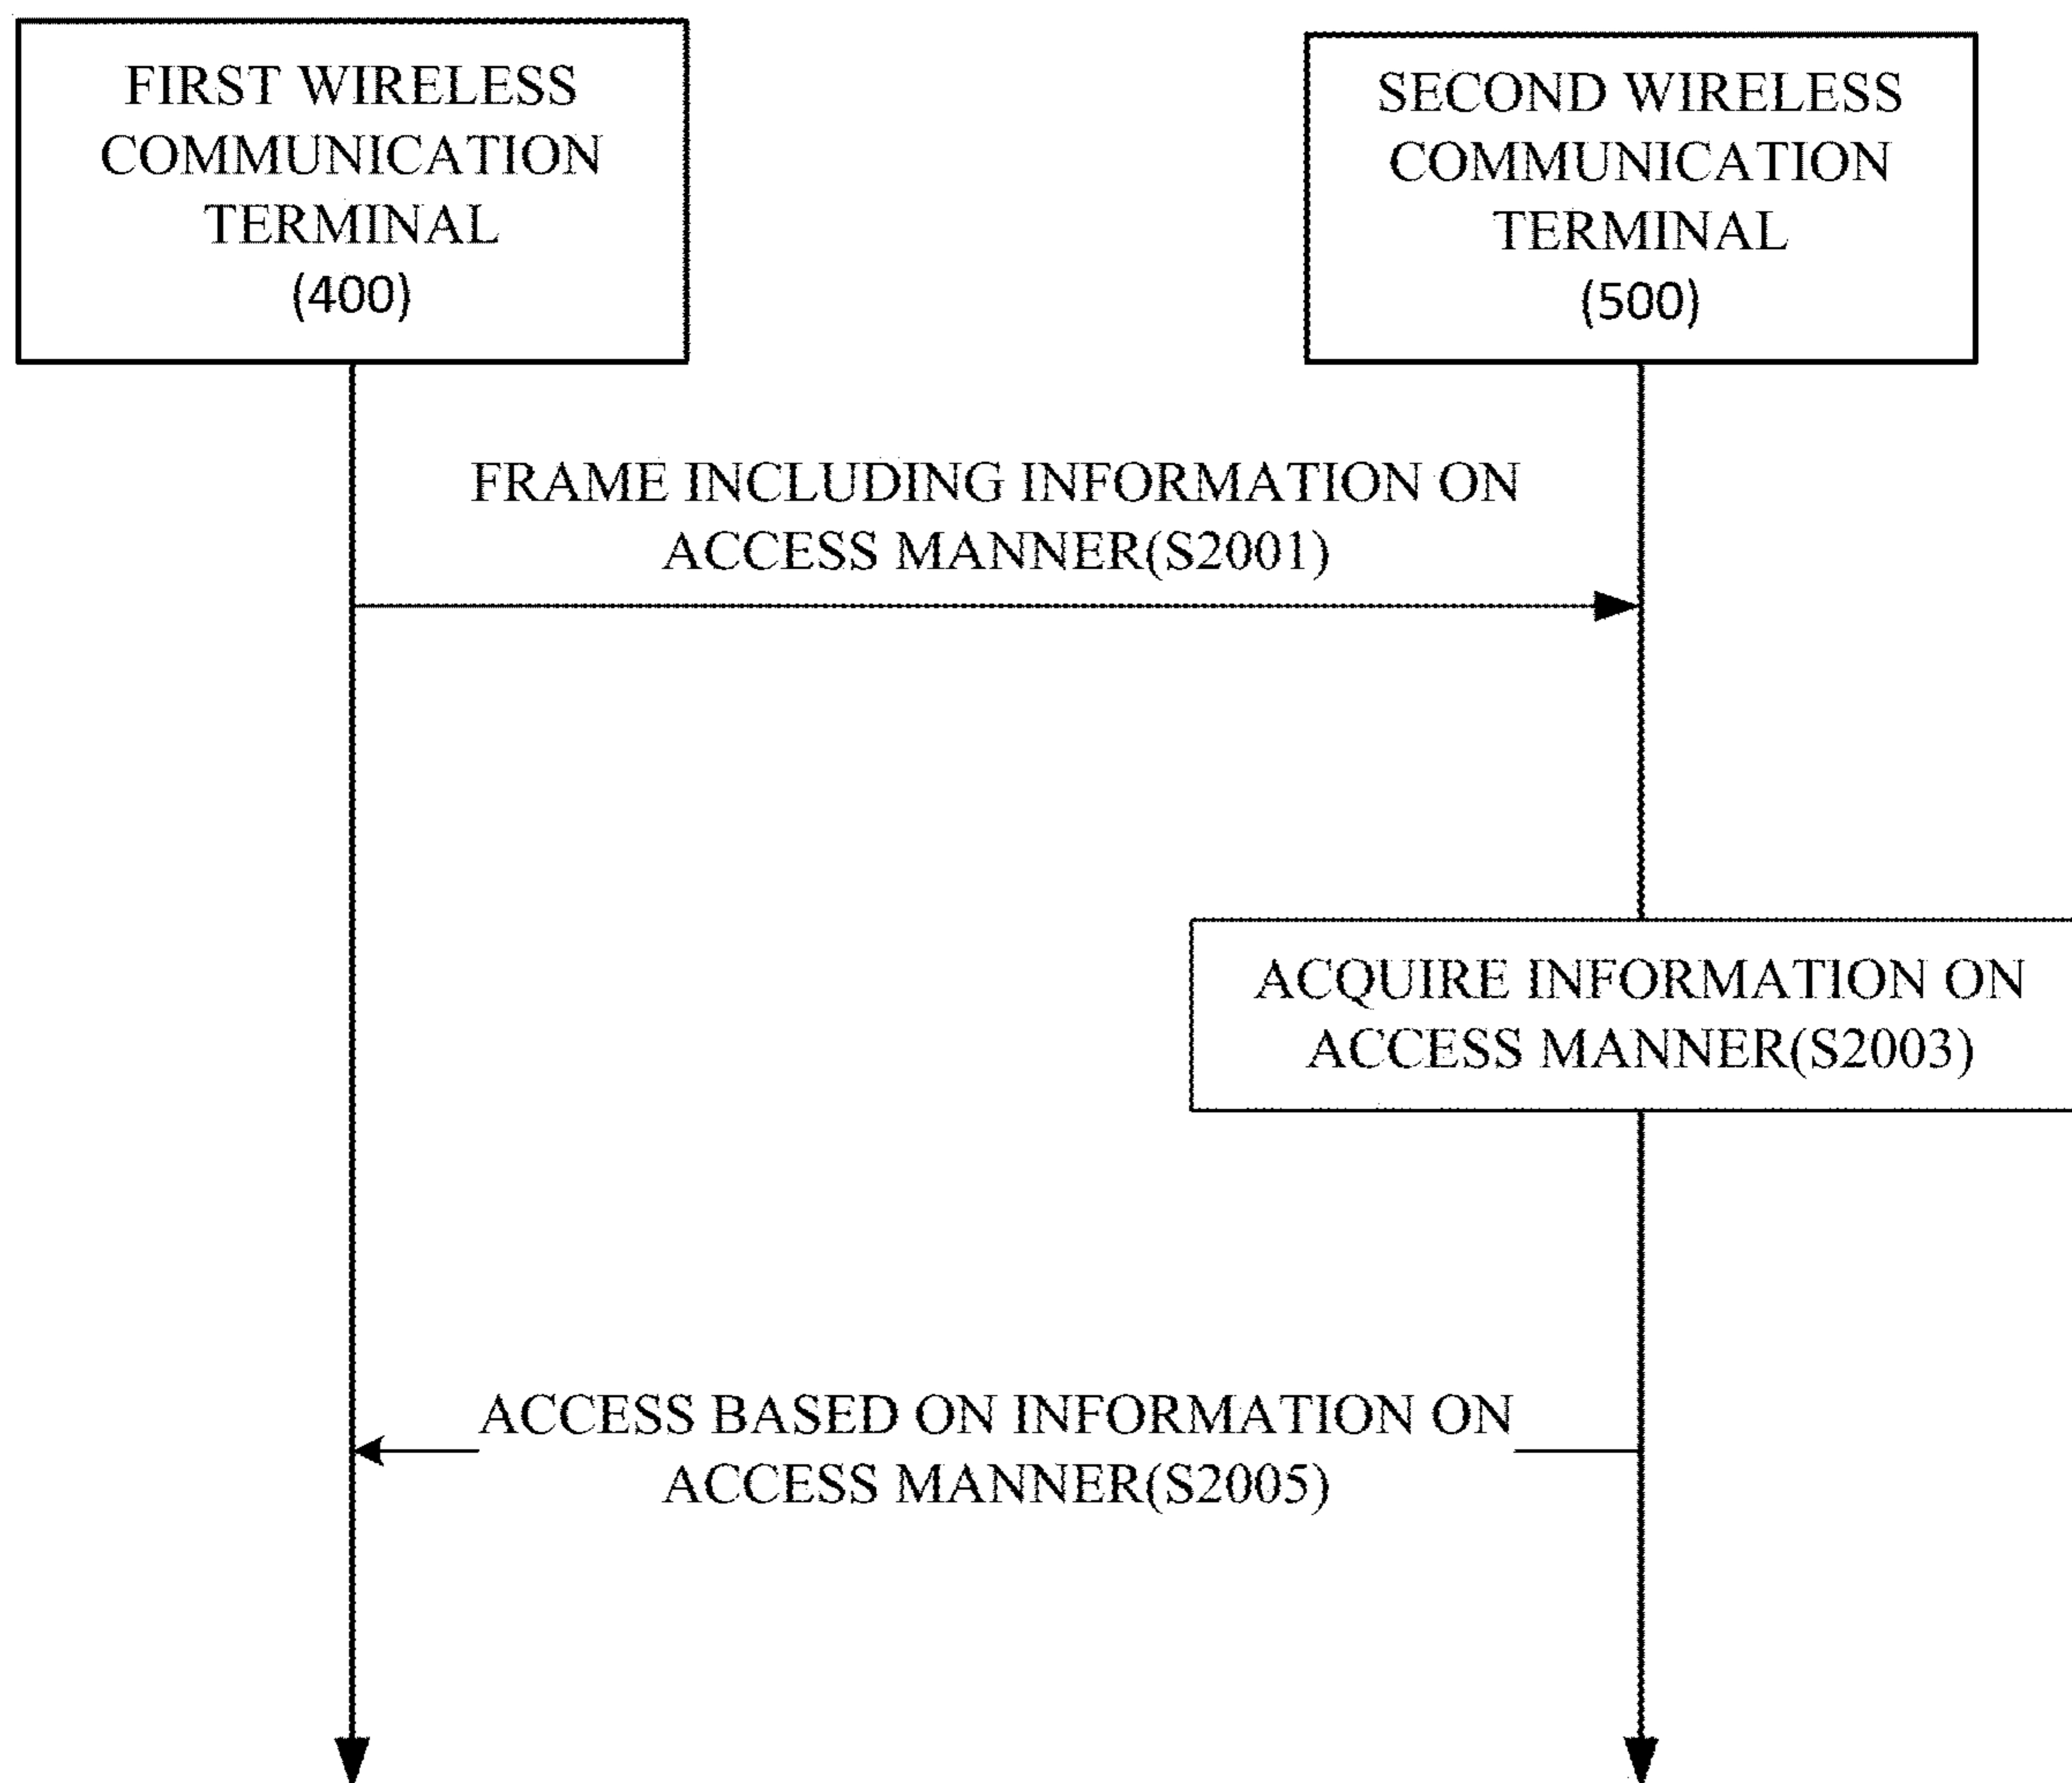 FIRST WIRELESS
COMMUNICATION
TERMINAL
(400)
SECOND WIRELESS
COMMUNICATION
TERMINAL
(500)
FRAME INCLUDING INFORMATION ON
ACCESS MANNER(S2001)
ACQUIRE INFORMATION ON
ACCESS MANNER(S2003)
ACCESS BASED ON INFORMATION ON
ACCESS MANNER(S2005)